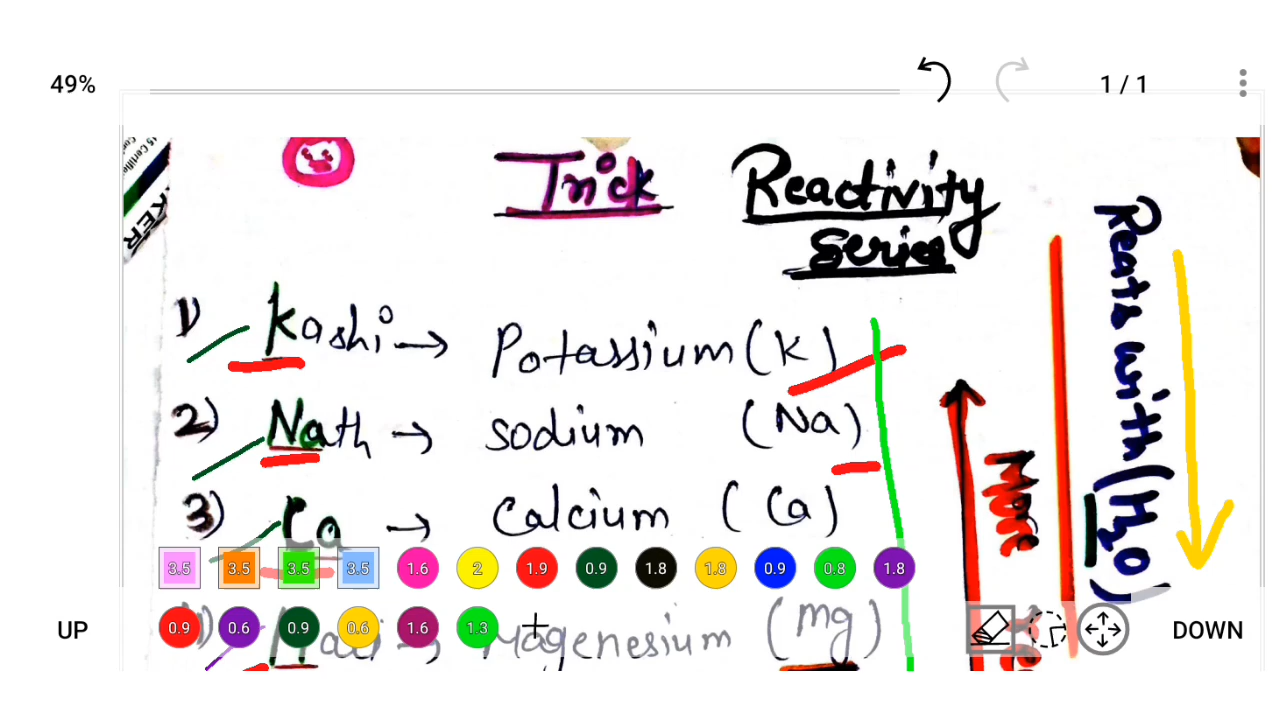 49%
1 / 1
Trick
Reactivity
Series
1) Kashi → Potassium (K)
2) Nath → sodium (Na)
3) Ca → Calcium (Ca)
→ Magenesium (mg)
Reats with (H2O)
More
KER
3.5 3.5 3.5 3.5 1.6 2 1.9 0.9 1.8 1.8 0.9 0.8 1.8
0.9 0.6 0.9 0.6 1.6 1.3
UP
DOWN